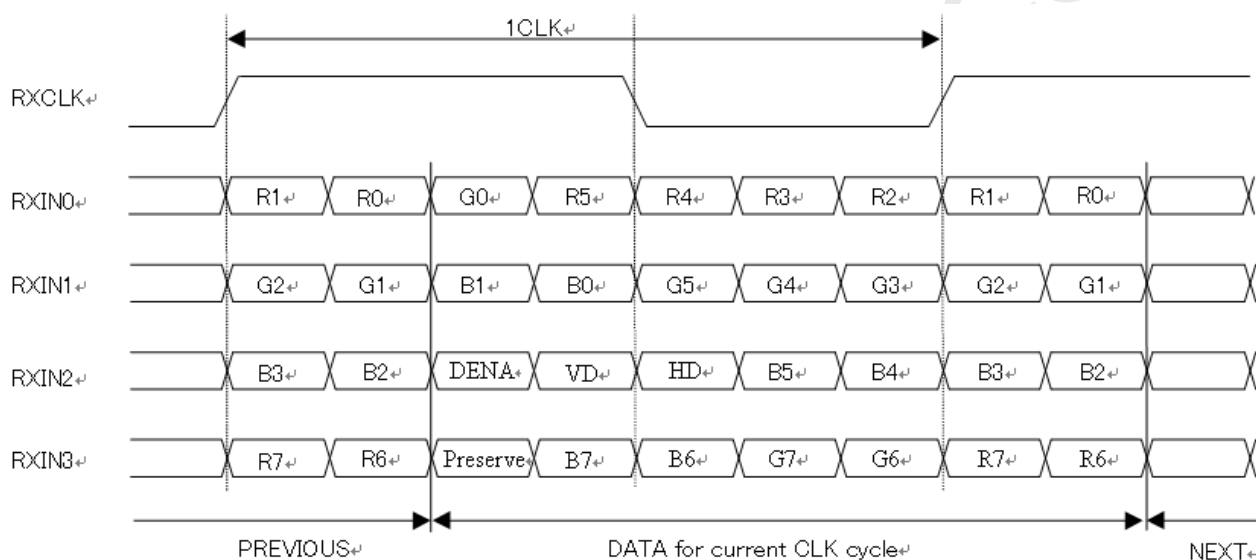 1CLK↵
RXCLK↵
RXIN0↵ R1↵ R0↵ G0↵ R5↵ R4↵ R3↵ R2↵ R1↵ R0↵
RXIN1↵ G2↵ G1↵ B1↵ B0↵ G5↵ G4↵ G3↵ G2↵ G1↵
RXIN2↵ B3↵ B2↵ DENA↵ VD↵ HD↵ B5↵ B4↵ B3↵ B2↵
RXIN3↵ R7↵ R6↵ Preserve↵ B7↵ B6↵ G7↵ G6↵ R7↵ R6↵
PREVIOUS↵ DATA for current CLK cycle↵ NEXT↵